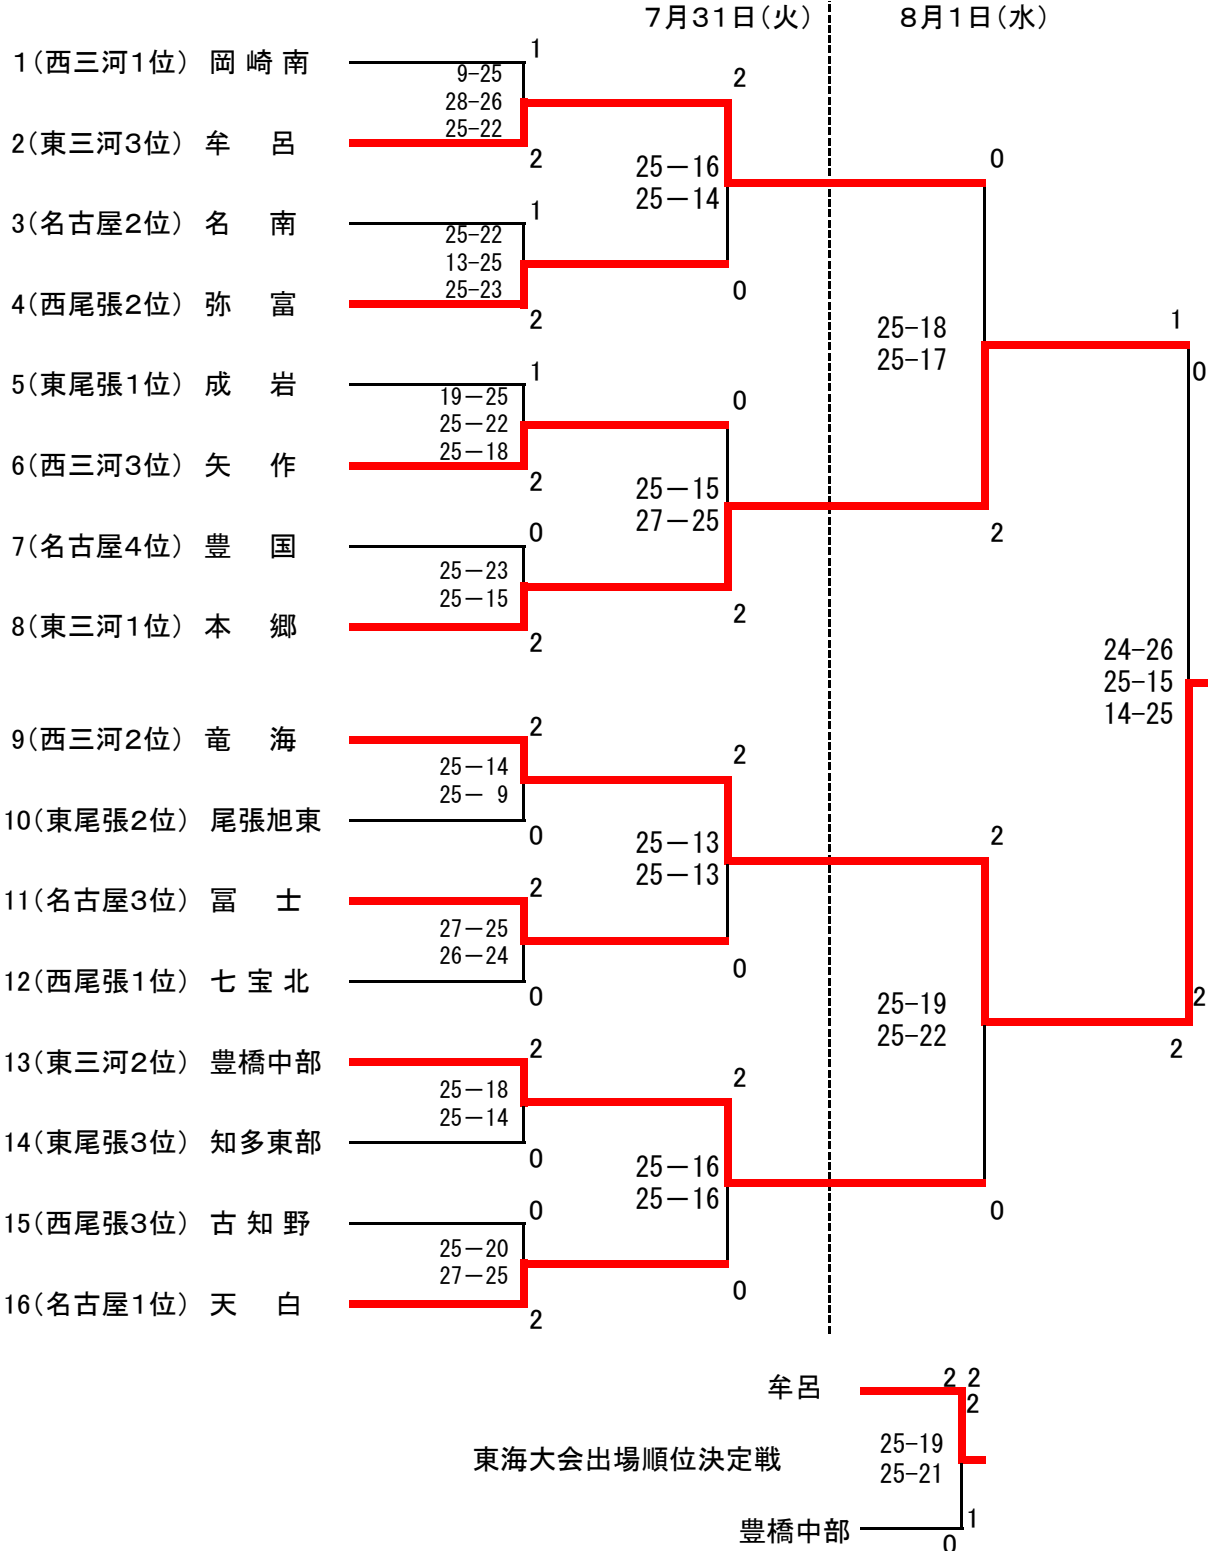 7月31日(火) 8月1日(水)
1(西三河1位) 岡崎南 1
9-25
28-26
25-22
2(東三河3位) 牟呂 2
2
25-16
25-14
0
3(名古屋2位) 名南 1
25-22
13-25
25-23
4(西尾張2位) 弥富 2
0
25-18
25-17
2
5(東尾張1位) 成岩 1
19-25
25-22
25-18
6(西三河3位) 矢作 2
0
25-15
27-25
2
7(名古屋4位) 豊国 0
25-23
25-15
8(東三河1位) 本郷 2
1
0
24-26
25-15
14-25
2
2
9(西三河2位) 竜海 2
25-14
25- 9
10(東尾張2位) 尾張旭東 0
2
25-13
25-13
0
11(名古屋3位) 冨士 2
27-25
26-24
12(西尾張1位) 七宝北 0
2
25-19
25-22
0
13(東三河2位) 豊橋中部 2
25-18
25-14
14(東尾張3位) 知多東部 0
2
25-16
25-16
0
15(西尾張3位) 古知野 0
25-20
27-25
16(名古屋1位) 天白 2
牟呂 2 2
2
東海大会出場順位決定戦
25-19
25-21
豊橋中部 1
0